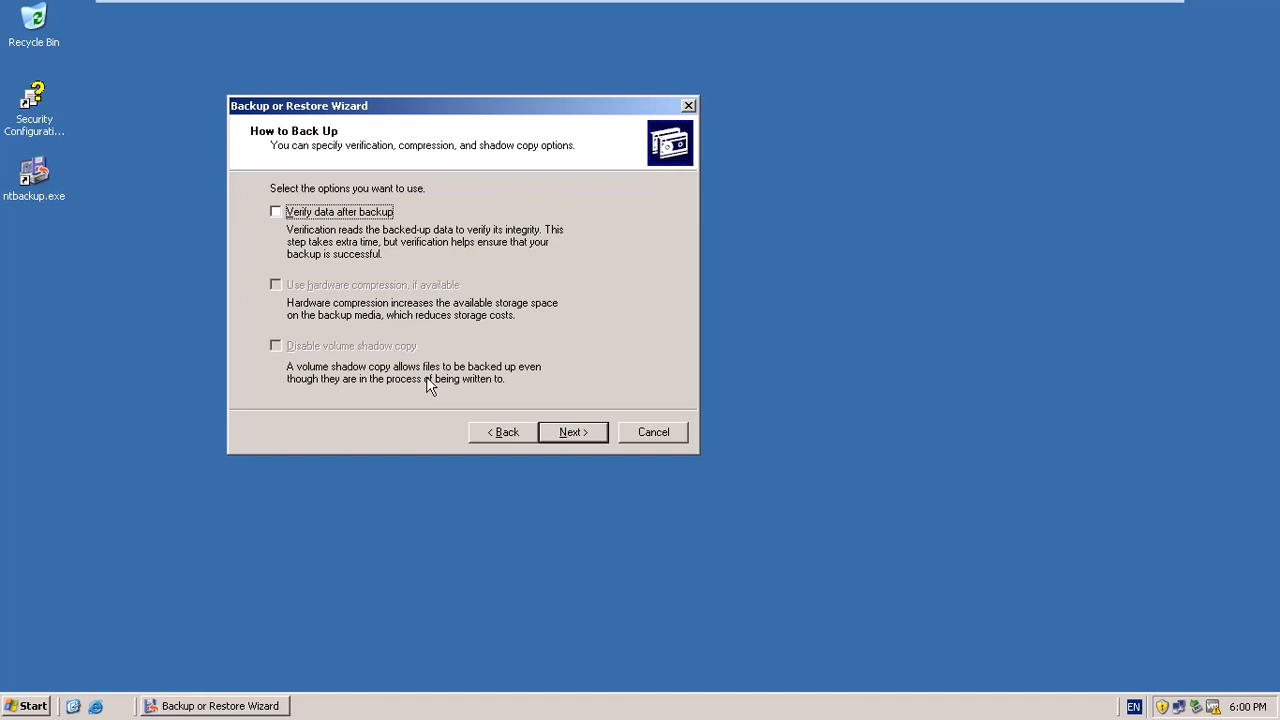 Recycle Bin
Security
Configurati...
ntbackup.exe
Backup or Restore Wizard
How to Back Up
You can specify verification, compression, and shadow copy options.
Select the options you want to use.
Verify data after backup
Verification reads the backed-up data to verify its integrity. This
step takes extra time, but verification helps ensure that your
backup is successful.
Use hardware compression, if available
Hardware compression increases the available storage space
on the backup media, which reduces storage costs.
Disable volume shadow copy
A volume shadow copy allows files to be backed up even
though they are in the process of being written to.
< Back
Next >
Cancel
Start
Backup or Restore Wizard
EN
6:00 PM